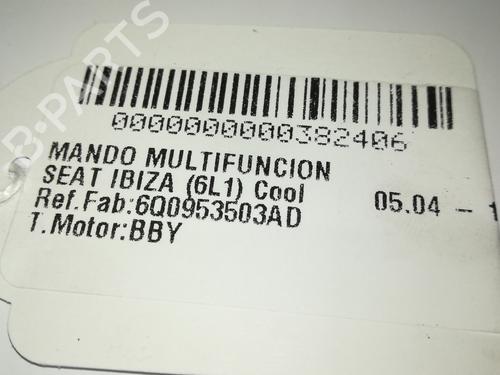 0000000000382406
MANDO MULTIFUNCION
SEAT IBIZA (6L1) Cool 05.04 -
Ref.Fab:6Q0953503AD
T.Motor:BBY
B-PARTS